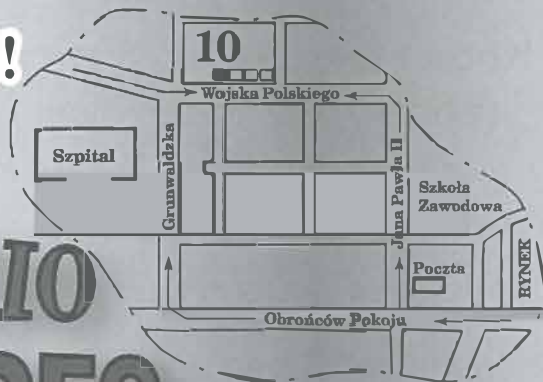 !
10
Wojska Polskiego
Szpital
Grunwaldzka
Jana Pawła II
Szkoła
Zawodowa
Poczta
RYNEK
Obrońców Pokoju